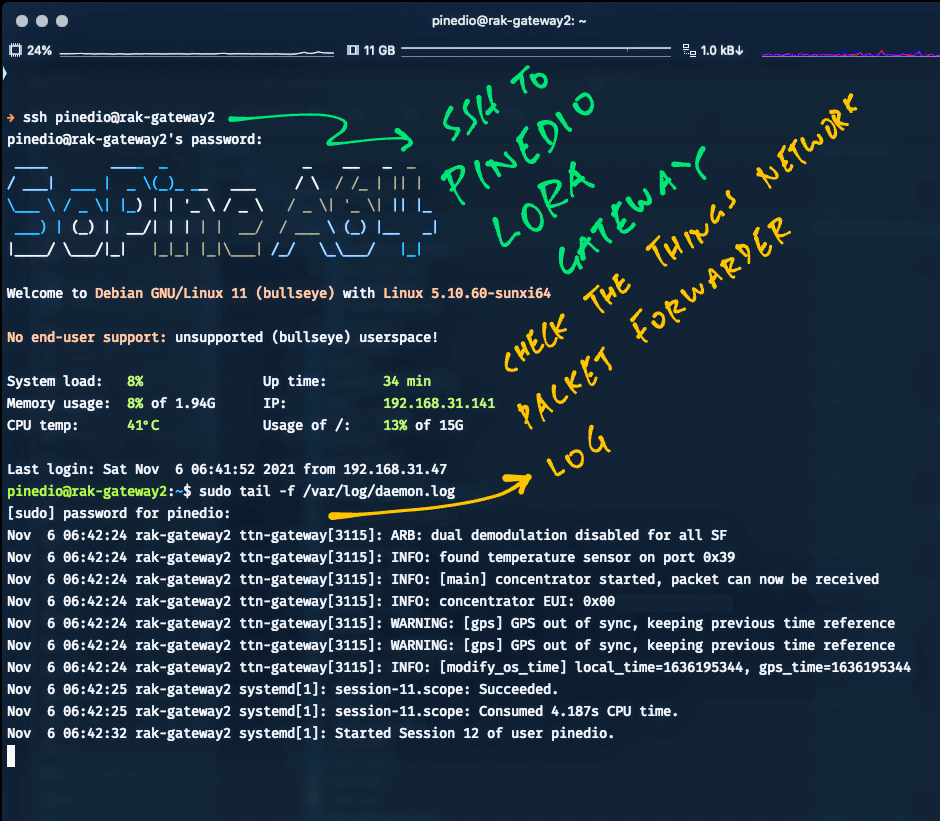 pinedio@rak-gateway2: ~
24% 11 GB 1.0 kB↓
→ ssh pinedio@rak-gateway2
pinedio@rak-gateway2's password:
SSH TO
PINEDIO
LORA
GATEWAY
SoPine A64
Welcome to Debian GNU/Linux 11 (bullseye) with Linux 5.10.60-sunxi64
No end-user support: unsupported (bullseye) userspace!
CHECK THE THINGS NETWORK
PACKET FORWARDER
LOG
System load: 8% Up time: 34 min
Memory usage: 8% of 1.94G IP: 192.168.31.141
CPU temp: 41°C Usage of /: 13% of 15G
Last login: Sat Nov  6 06:41:52 2021 from 192.168.31.47
pinedio@rak-gateway2:~$ sudo tail -f /var/log/daemon.log
[sudo] password for pinedio:
Nov  6 06:42:24 rak-gateway2 ttn-gateway[3115]: ARB: dual demodulation disabled for all SF
Nov  6 06:42:24 rak-gateway2 ttn-gateway[3115]: INFO: found temperature sensor on port 0x39
Nov  6 06:42:24 rak-gateway2 ttn-gateway[3115]: INFO: [main] concentrator started, packet can now be received
Nov  6 06:42:24 rak-gateway2 ttn-gateway[3115]: INFO: concentrator EUI: 0x00
Nov  6 06:42:24 rak-gateway2 ttn-gateway[3115]: WARNING: [gps] GPS out of sync, keeping previous time reference
Nov  6 06:42:24 rak-gateway2 ttn-gateway[3115]: WARNING: [gps] GPS out of sync, keeping previous time reference
Nov  6 06:42:24 rak-gateway2 ttn-gateway[3115]: INFO: [modify_os_time] local_time=1636195344, gps_time=1636195344
Nov  6 06:42:25 rak-gateway2 systemd[1]: session-11.scope: Succeeded.
Nov  6 06:42:25 rak-gateway2 systemd[1]: session-11.scope: Consumed 4.187s CPU time.
Nov  6 06:42:32 rak-gateway2 systemd[1]: Started Session 12 of user pinedio.